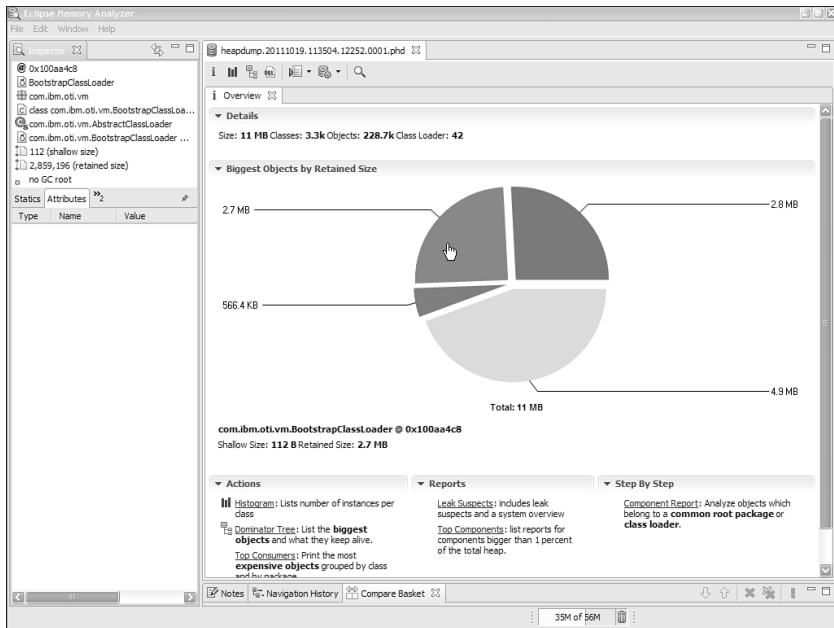 Eclipse Memory Analyzer
File Edit Window Help
Inspector
@ 0x100aa4c8
BootstrapClassLoader
com.ibm.oti.vm
class com.ibm.oti.vm.BootstrapClassLoa...
com.ibm.oti.vm.AbstractClassLoader
com.ibm.oti.vm.BootstrapClassLoader ...
112 (shallow size)
2,859,196 (retained size)
no GC root
Statics Attributes »2
Type Name Value
heapdump.20111019.113504.12252.0001.phd
i Overview
Details
Size: 11 MB Classes: 3.3k Objects: 228.7k Class Loader: 42
Biggest Objects by Retained Size
2.7 MB
2.8 MB
566.4 KB
4.9 MB
Total: 11 MB
com.ibm.oti.vm.BootstrapClassLoader @ 0x100aa4c8
Shallow Size: 112 B Retained Size: 2.7 MB
Actions
Histogram: Lists number of instances per
class
Dominator Tree: List the biggest
objects and what they keep alive.
Top Consumers: Print the most
expensive objects grouped by class
and by package.
Reports
Leak Suspects: includes leak
suspects and a system overview
Top Components: list reports for
components bigger than 1 percent
of the total heap.
Step By Step
Component Report: Analyze objects which
belong to a common root package or
class loader.
Notes Navigation History Compare Basket
35M of 56M